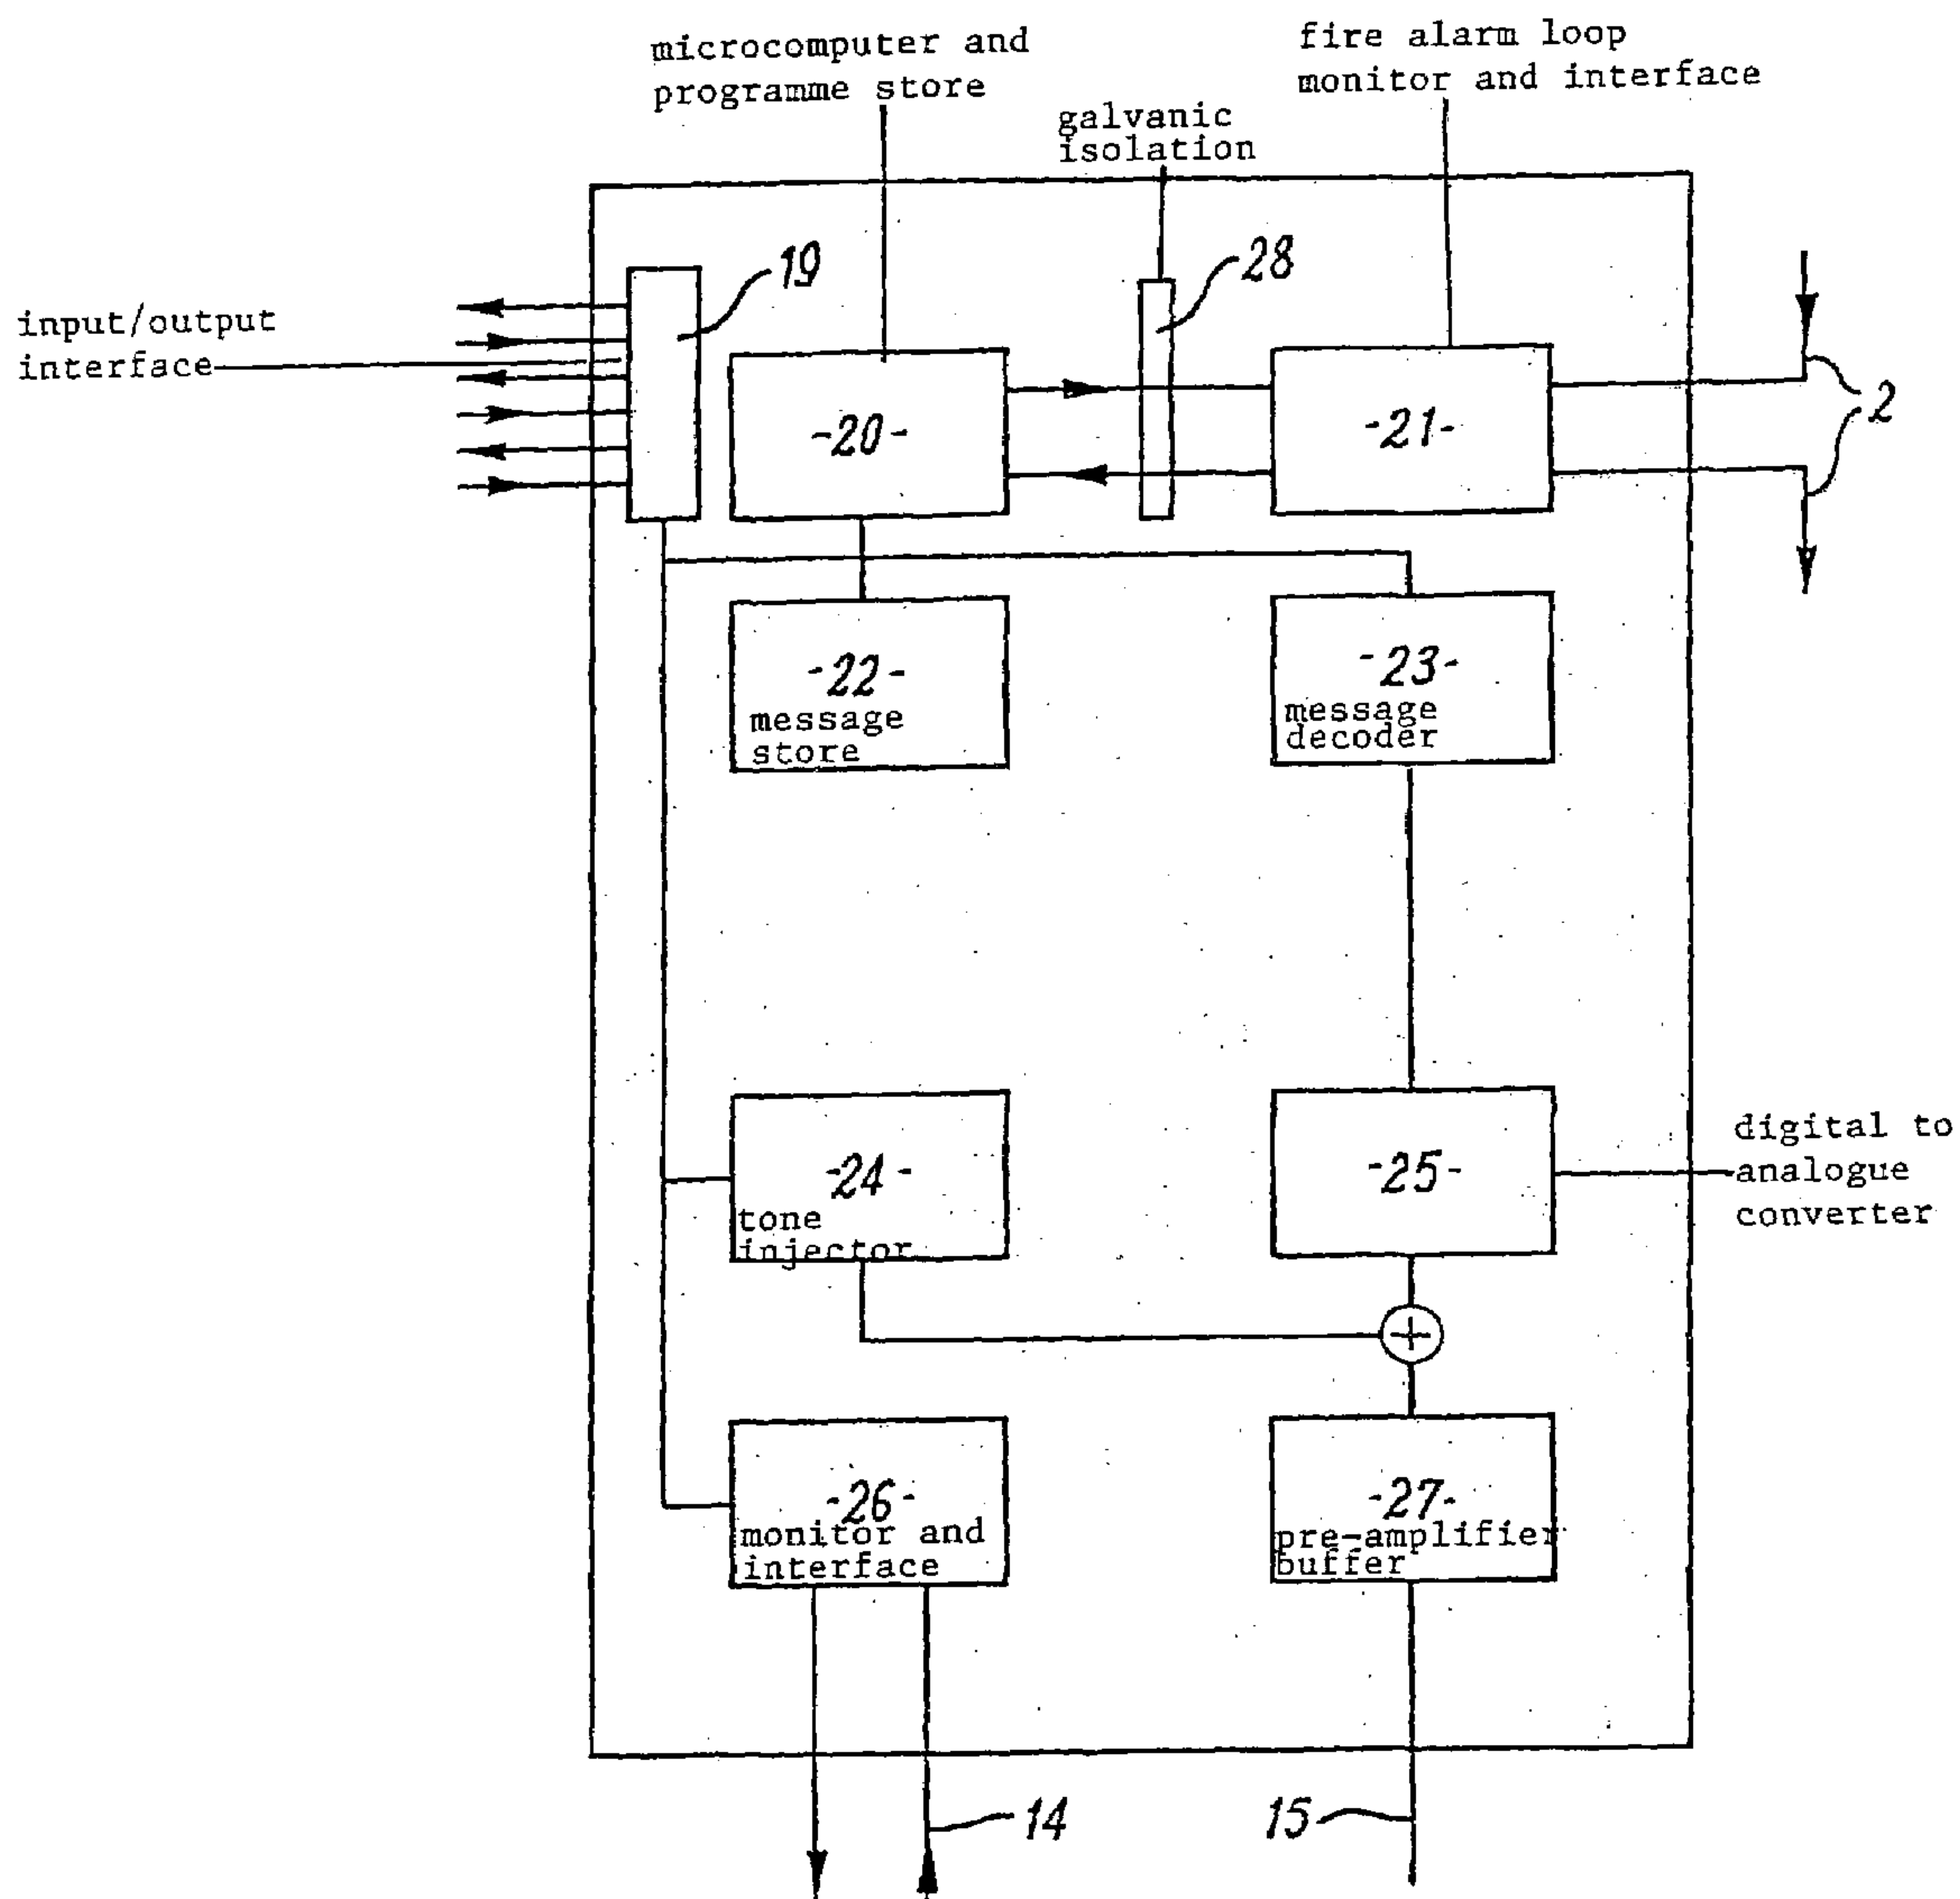 microcomputer and
programme store
fire alarm loop
monitor and interface
galvanic
isolation
19
28
input/output
interface
-20-
-21-
2
-22-
message
store
-23-
message
decoder
-24-
tone
injector
-25-
digital to
analogue
converter
-26-
monitor and
interface
-27-
pre-amplifier
buffer
14
15